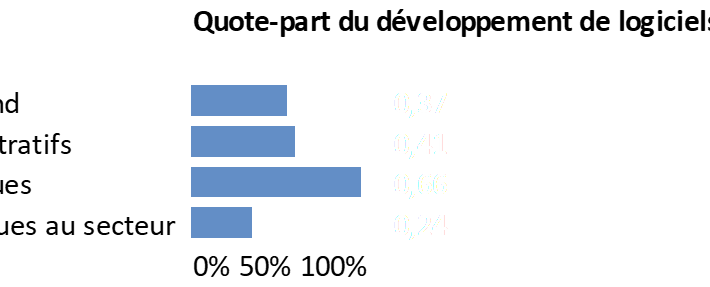 Quote-part du développement de logiciels
nd 0,37
tratifs 0,41
ues 0,66
ues au secteur 0,24
0% 50% 100%